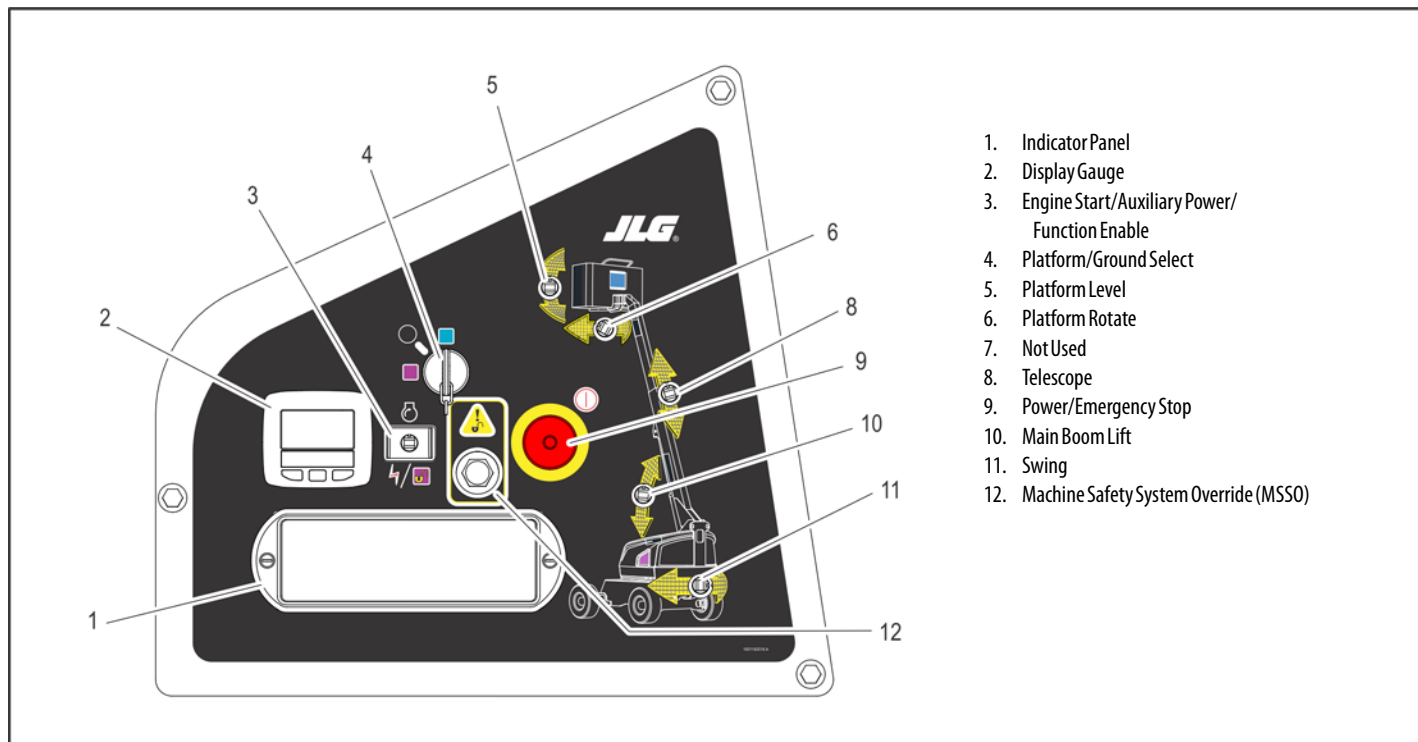 5
4
3
6
2
8
9
10
11
1
12
JLG®
1. Indicator Panel
2. Display Gauge
3. Engine Start/Auxiliary Power/
Function Enable
4. Platform/Ground Select
5. Platform Level
6. Platform Rotate
7. Not Used
8. Telescope
9. Power/Emergency Stop
10. Main Boom Lift
11. Swing
12. Machine Safety System Override (MSSO)